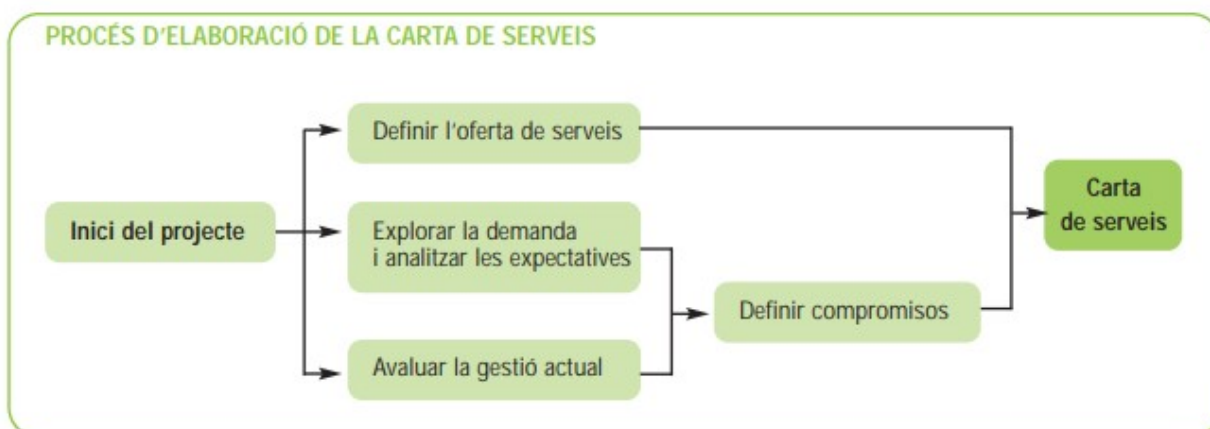 PROCÉS D'ELABORACIÓ DE LA CARTA DE SERVEIS
Definir l'oferta de serveis
Inici del projecte
Explorar la demanda
i analitzar les expectatives
Avaluar la gestió actual
Definir compromisos
Carta
de serveis